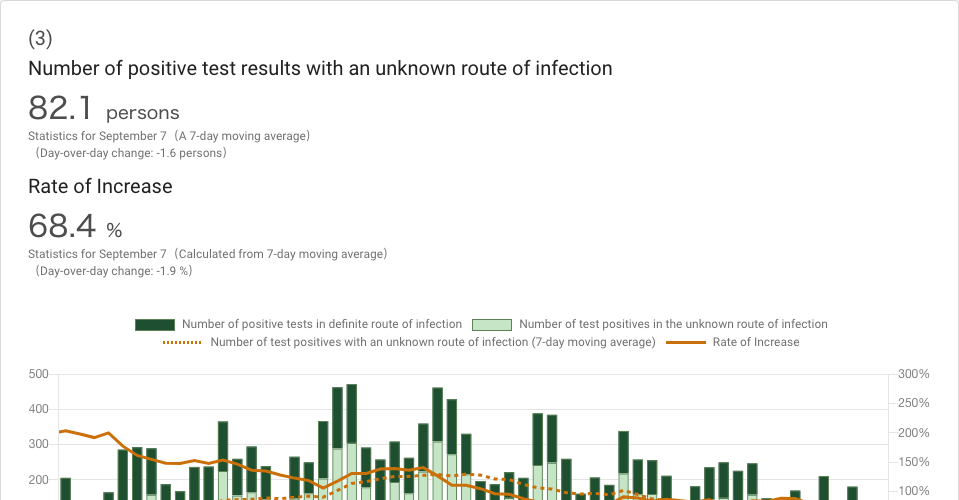 (3)
Number of positive test results with an unknown route of infection
82.1 persons
Statistics for September 7（A 7-day moving average）
（Day-over-day change: -1.6 persons）
Rate of Increase
68.4 %
Statistics for September 7（Calculated from 7-day moving average）
（Day-over-day change: -1.9 %）
Number of positive tests in definite route of infection Number of test positives in the unknown route of infection
Number of test positives with an unknown route of infection (7-day moving average) Rate of Increase
500 300%
250%
400
200%
300
150%
200
100%